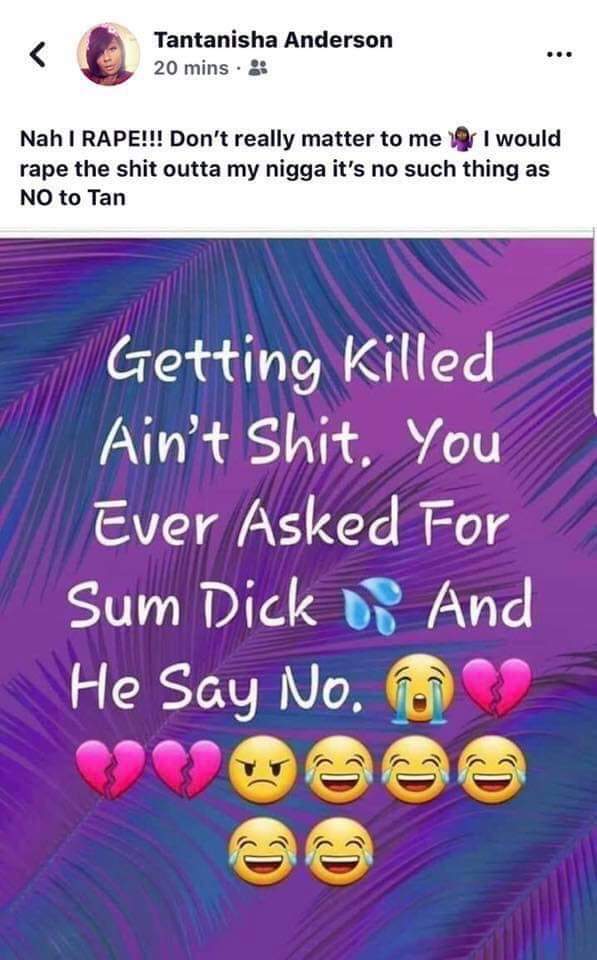 Tantanisha Anderson
20 mins ·
Nah I RAPE!!! Don't really matter to me 🤷🏿‍♀️ I would
rape the shit outta my nigga it's no such thing as
NO to Tan
Getting Killed
Ain't Shit. You
Ever Asked For
Sum Dick 💦 And
He Say No. 😭💔
💔💔😠😂😂😂
😂😂